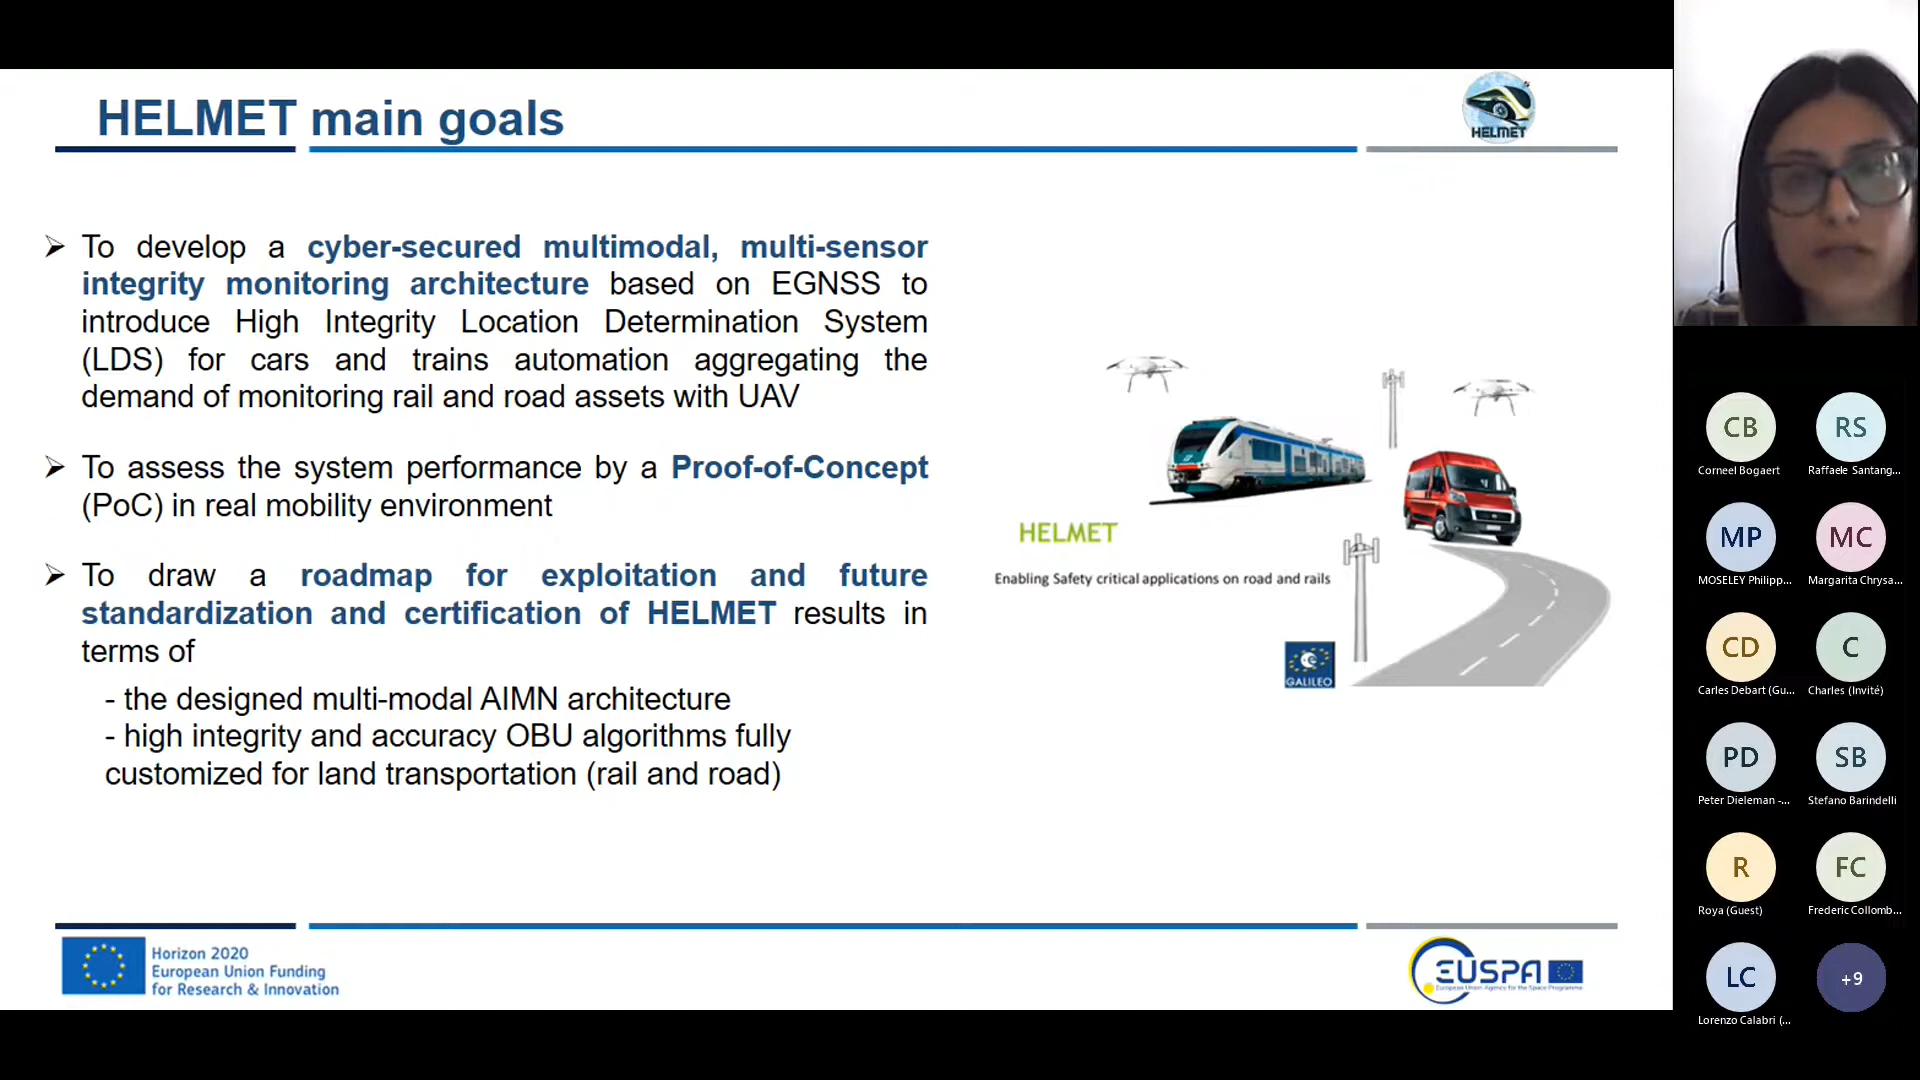 HELMET main goals
HELMET
➢ To develop a cyber-secured multimodal, multi-sensor
integrity monitoring architecture based on EGNSS to
introduce High Integrity Location Determination System
(LDS) for cars and trains automation aggregating the
demand of monitoring rail and road assets with UAV
➢ To assess the system performance by a Proof-of-Concept
(PoC) in real mobility environment
➢ To draw a roadmap for exploitation and future
standardization and certification of HELMET results in
terms of
- the designed multi-modal AIMN architecture
- high integrity and accuracy OBU algorithms fully
customized for land transportation (rail and road)
HELMET
Enabling Safety critical applications on road and rails
GALILEO
Horizon 2020
European Union Funding
for Research & Innovation
EUSPA
European Union Agency for the Space Programme
CB
Corneel Bogaert
RS
Raffaele Santang...
MP
MOSELEY Philipp...
MC
Margarita Chrysa...
CD
Carles Debart (Gu...
C
Charles (Invité)
PD
Peter Dieleman -...
SB
Stefano Barindelli
R
Roya (Guest)
FC
Frederic Collomb...
LC
Lorenzo Calabri (...
+9